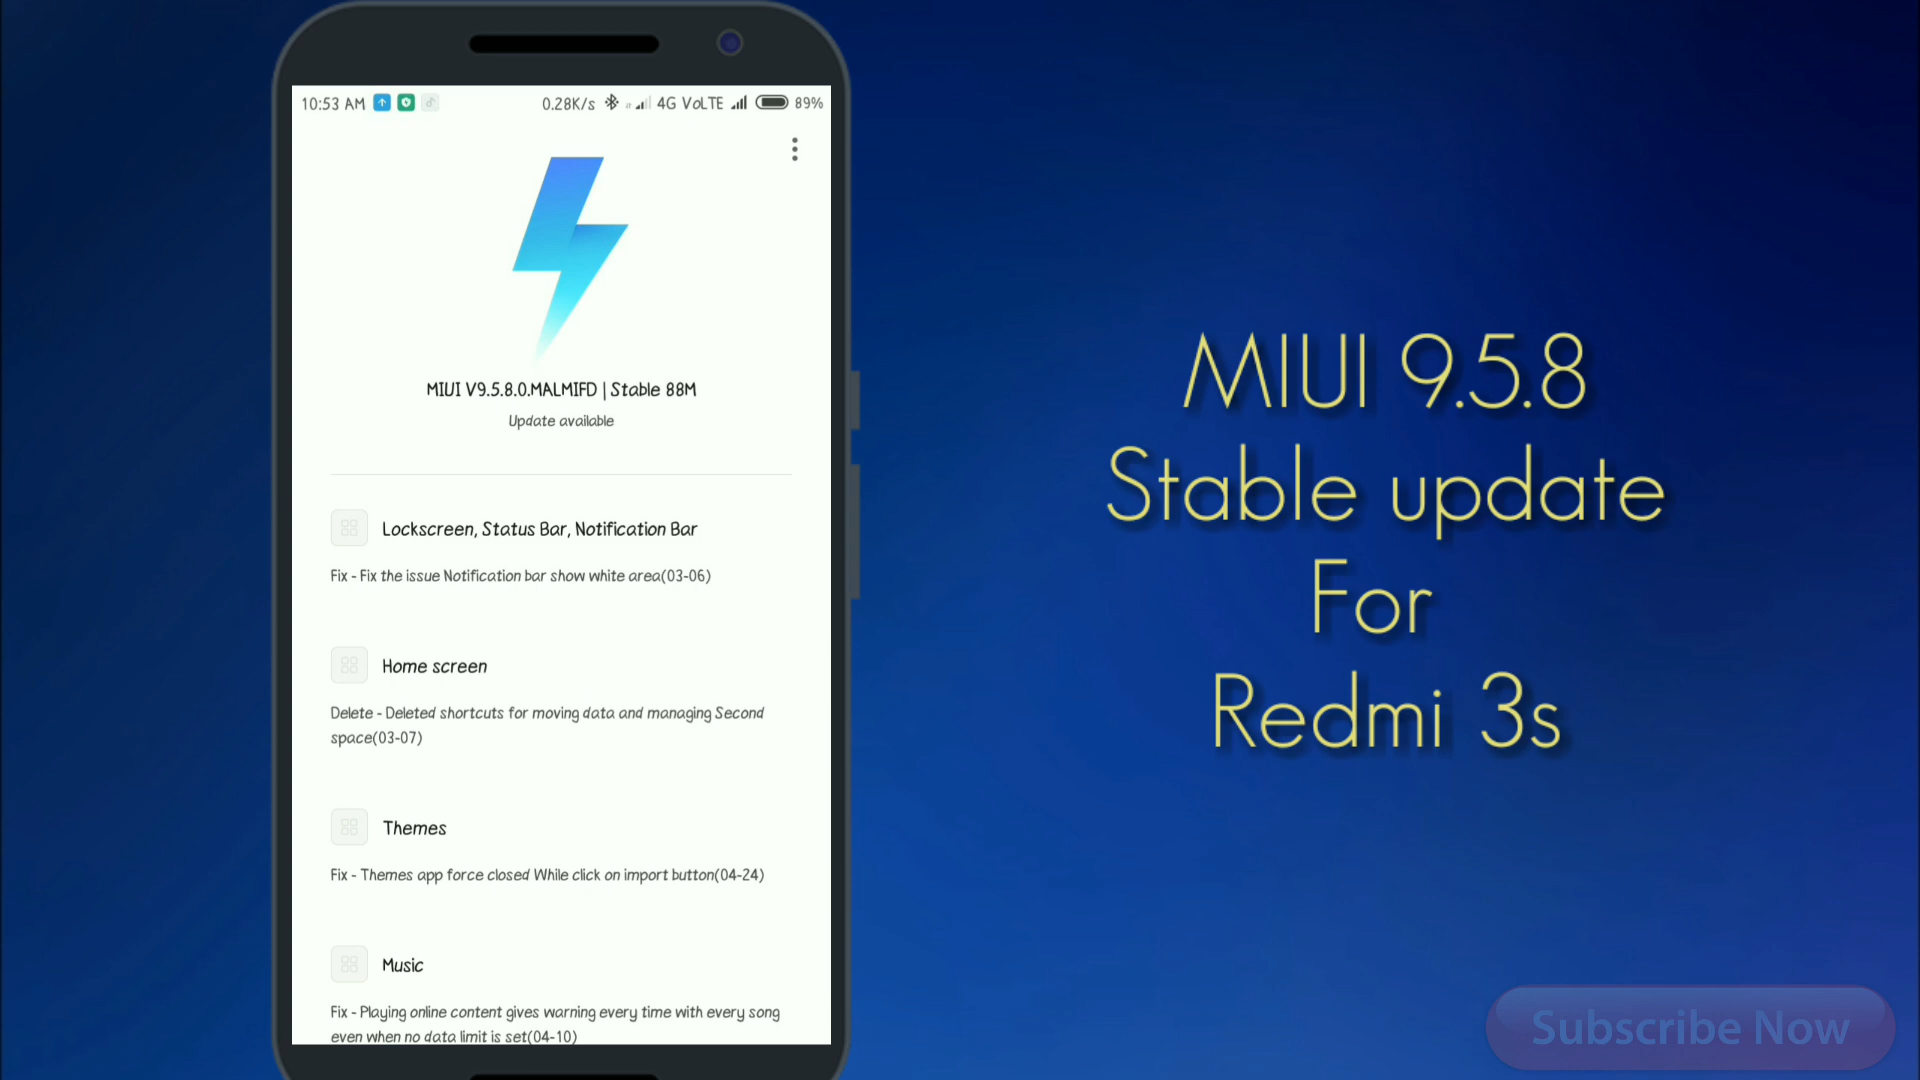 10:53 AM 0.28K/s 4G VoLTE 89%
MIUI V9.5.8.0.MALMIFD | Stable 88M
Update available
Lockscreen, Status Bar, Notification Bar
Fix - Fix the issue Notification bar show white area(03-06)
Home screen
Delete - Deleted shortcuts for moving data and managing Second
space(03-07)
Themes
Fix - Themes app force closed While click on import button(04-24)
Music
Fix - Playing online content gives warning every time with every song
even when no data limit is set(04-10)
MIUI 9.5.8
Stable update
For
Redmi 3s
Subscribe Now